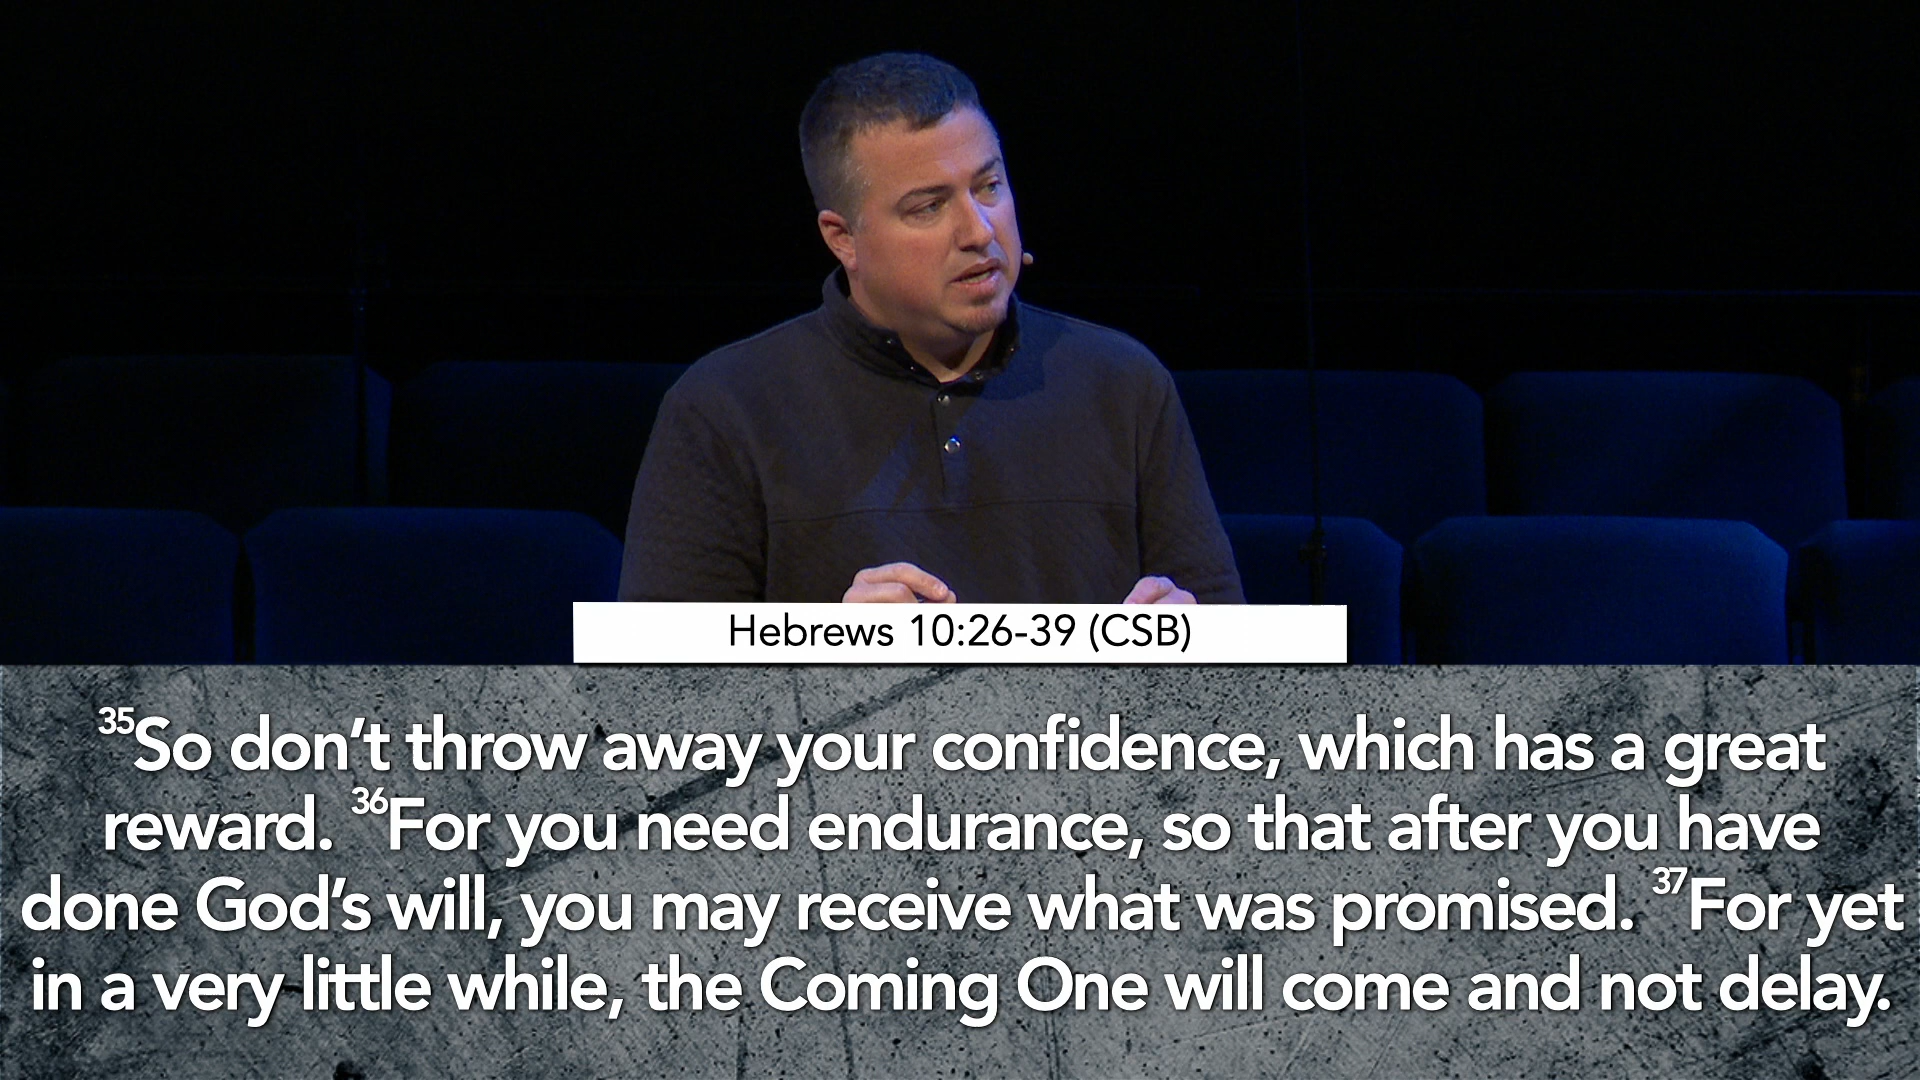 Hebrews 10:26-39 (CSB)
³⁵So don’t throw away your confidence, which has a great
reward. ³⁶For you need endurance, so that after you have
done God’s will, you may receive what was promised. ³⁷For yet
in a very little while, the Coming One will come and not delay.